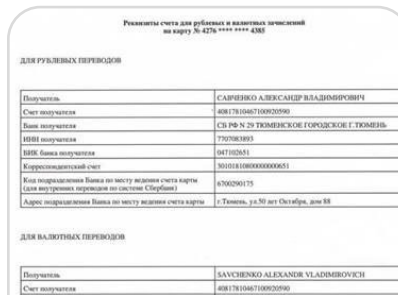 Реквизиты счета для рублевых и валютных зачислений
на карту № 4276 **** **** 4385
ДЛЯ РУБЛЕВЫХ ПЕРЕВОДОВ
Получатель САВЧЕНКО АЛЕКСАНДР ВЛАДИМИРОВИЧ
Счет получателя 40817810467100920590
Банк получателя СБ РФ N 29 ТЮМЕНСКОЕ ГОРОДСКОЕ Г.ТЮМЕНЬ
ИНН получателя 7707083893
БИК банка получателя 047102651
Корреспондентский счет 30101810800000000651
Код подразделения Банка по месту ведения счета карты
(для внутренних переводов по системе Сбербанк) 6700290175
Адрес подразделения Банка по месту ведения счета карты г.Тюмень, ул.50 лет Октября, дом 88
ДЛЯ ВАЛЮТНЫХ ПЕРЕВОДОВ
Получатель SAVCHENKO ALEXANDR VLADIMIROVICH
Счет получателя 40817810467100920590